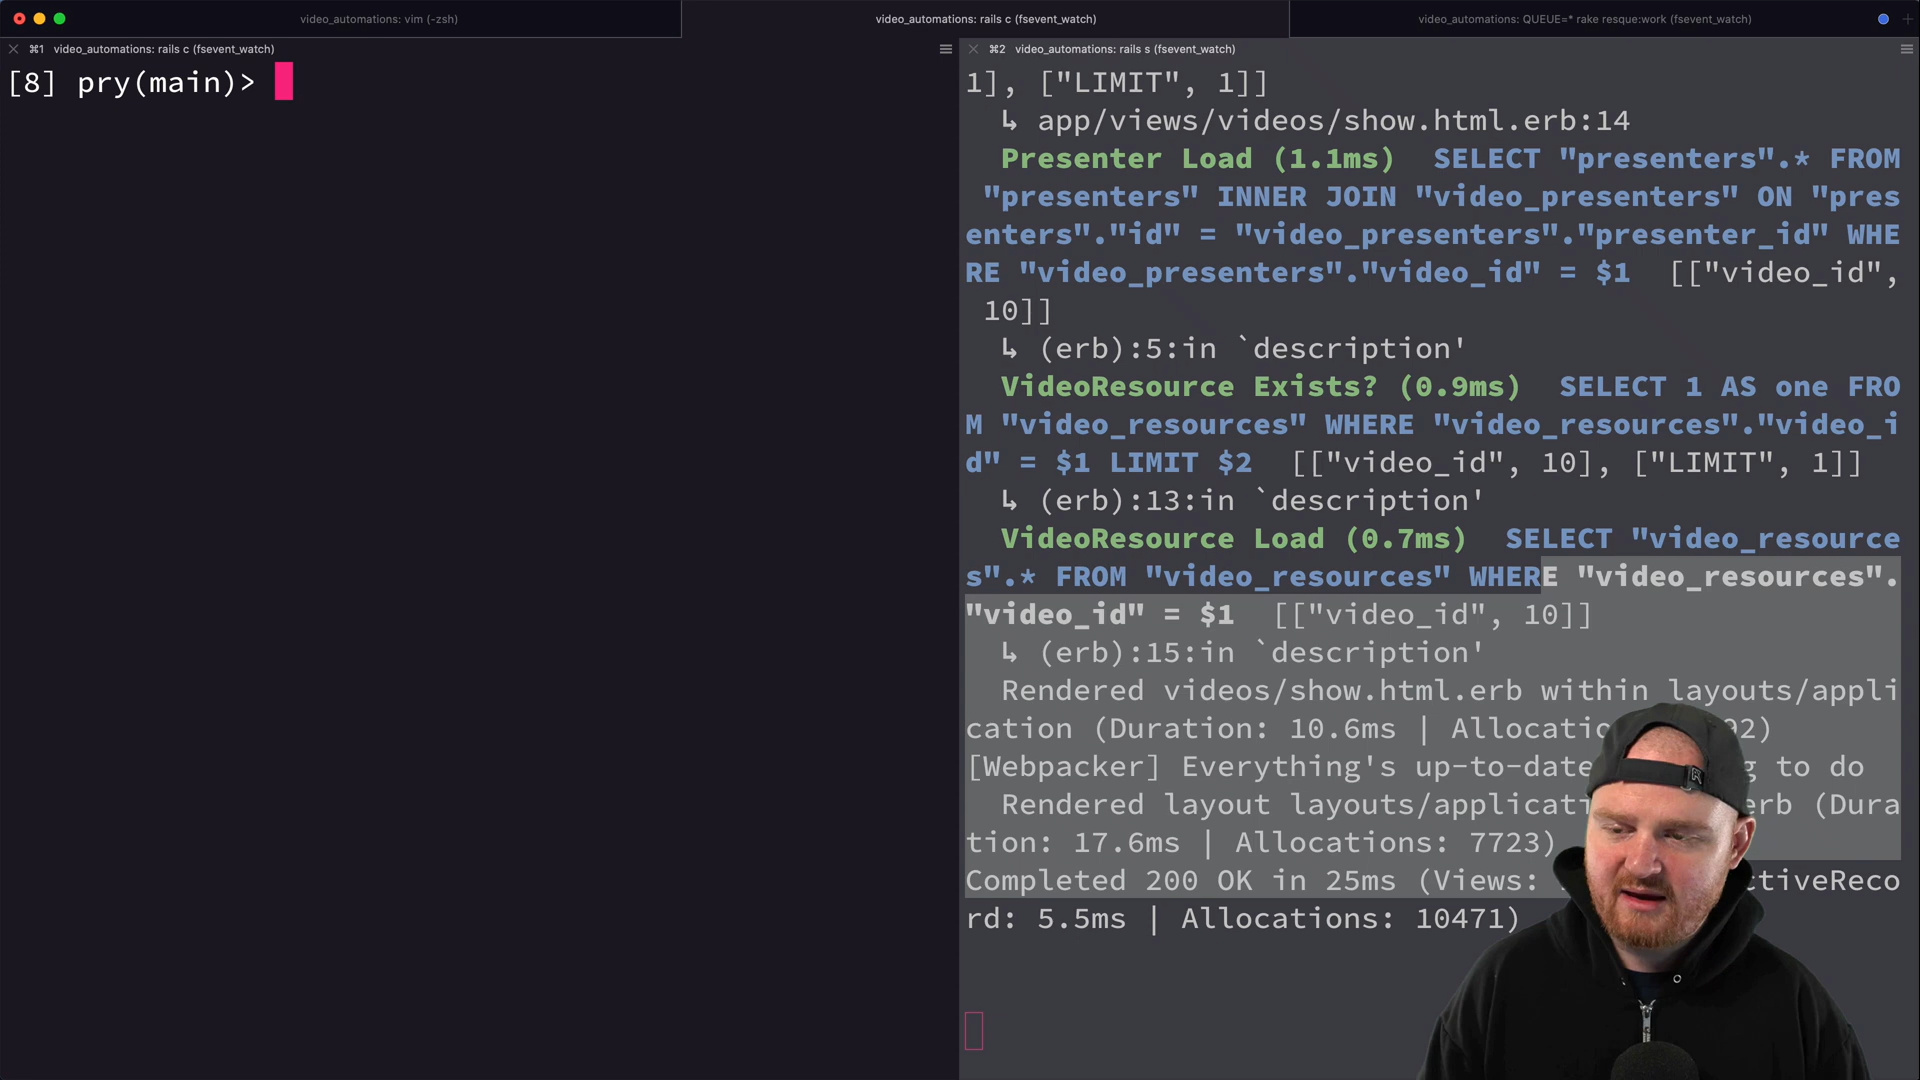 video_automations: vim (-zsh)
video_automations: rails c (fsevent_watch)
video_automations: QUEUE=* rake resque:work (fsevent_watch)
⌘1 video_automations: rails c (fsevent_watch)
[8] pry(main)>
⌘2 video_automations: rails s (fsevent_watch)
1], ["LIMIT", 1]]
↳ app/views/videos/show.html.erb:14
Presenter Load (1.1ms) SELECT "presenters".* FROM
"presenters" INNER JOIN "video_presenters" ON "pres
enters"."id" = "video_presenters"."presenter_id" WHE
RE "video_presenters"."video_id" = $1 [["video_id",
10]]
↳ (erb):5:in `description'
VideoResource Exists? (0.9ms) SELECT 1 AS one FRO
M "video_resources" WHERE "video_resources"."video_i
d" = $1 LIMIT $2 [["video_id", 10], ["LIMIT", 1]]
↳ (erb):13:in `description'
VideoResource Load (0.7ms) SELECT "video_resource
s".* FROM "video_resources" WHERE "video_resources".
"video_id" = $1 [["video_id", 10]]
↳ (erb):15:in `description'
Rendered videos/show.html.erb within layouts/appli
cation (Duration: 10.6ms | Allocatio 92)
[Webpacker] Everything's up-to-date g to do
Rendered layout layouts/applicati erb (Dura
tion: 17.6ms | Allocations: 7723)
Completed 200 OK in 25ms (Views: ctiveReco
rd: 5.5ms | Allocations: 10471)